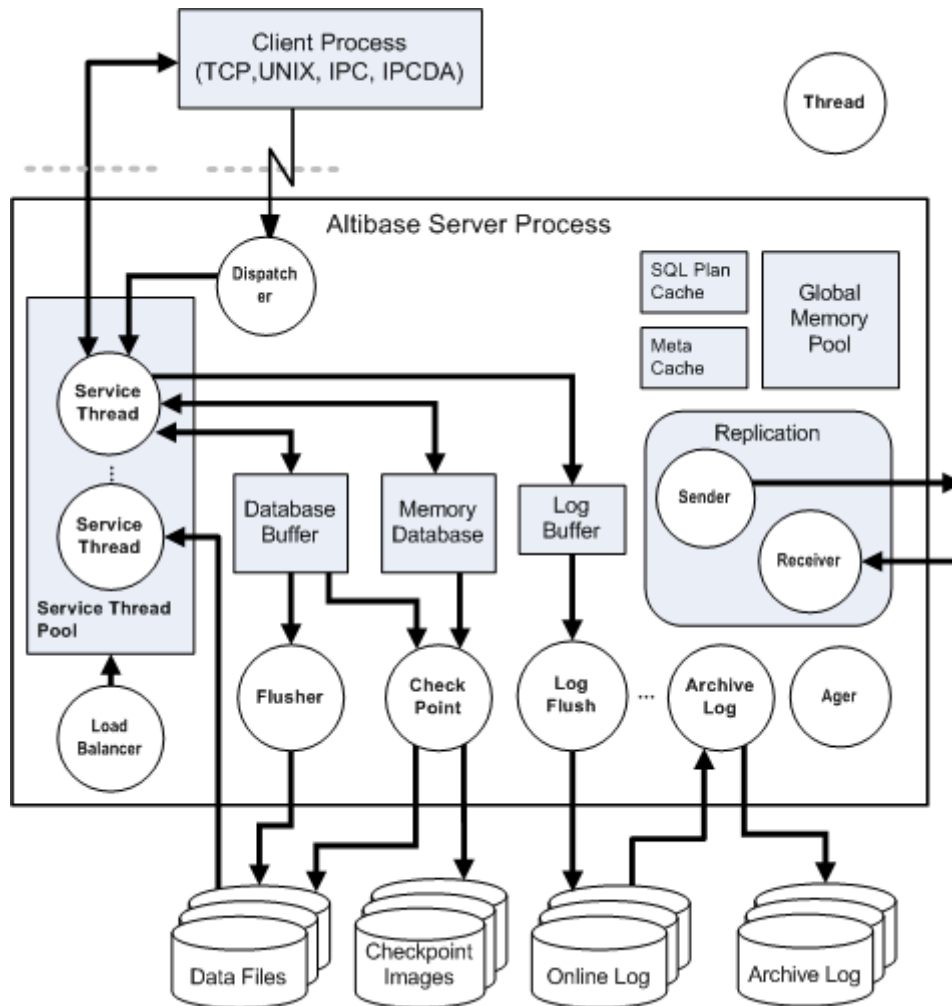 Client Process
(TCP,UNIX, IPC, IPCDA)
Thread
Altibase Server Process
Dispatch
er
SQL Plan
Cache
Global
Memory
Pool
Meta
Cache
Service
Thread
Replication
Sender
Database
Buffer
Memory
Database
Log
Buffer
Service
Thread
Receiver
Service Thread
Pool
Flusher
Check
Point
Log
Flush
...
Archive
Log
Ager
Load
Balancer
Data Files
Checkpoint
Images
Online Log
Archive Log